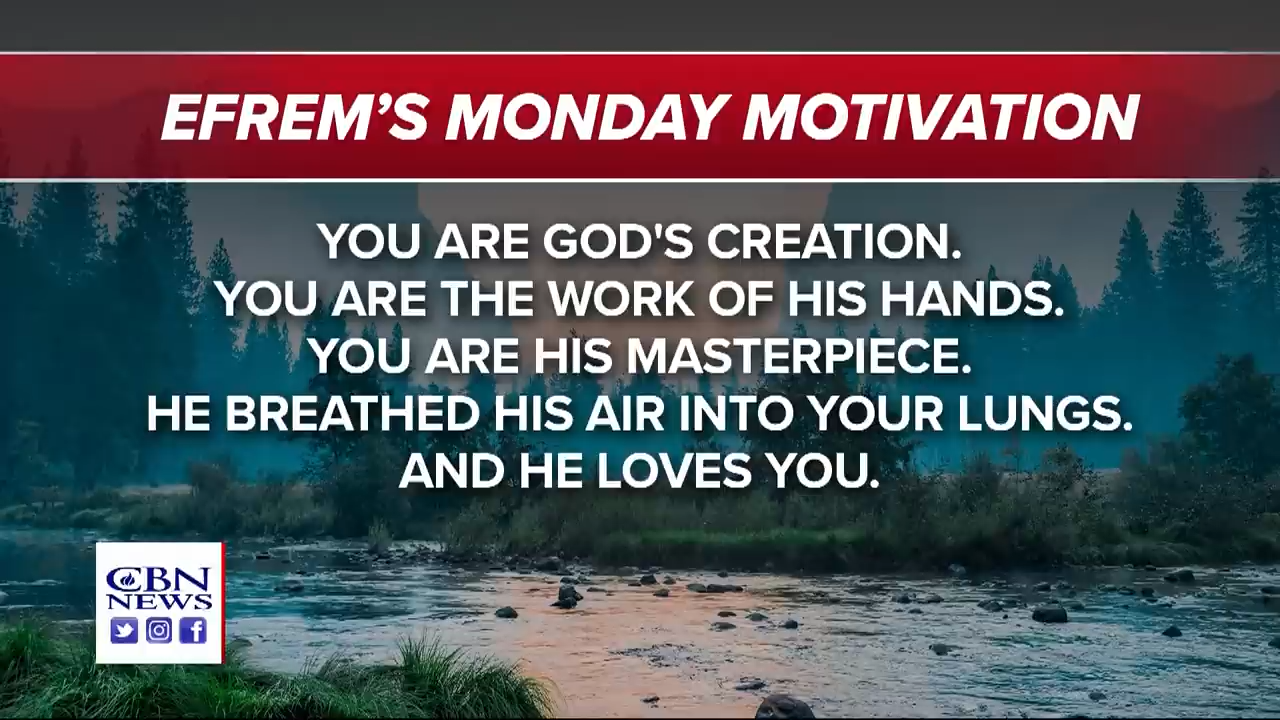 EFREM'S MONDAY MOTIVATION
YOU ARE GOD'S CREATION.
YOU ARE THE WORK OF HIS HANDS.
YOU ARE HIS MASTERPIECE.
HE BREATHED HIS AIR INTO YOUR LUNGS.
AND HE LOVES YOU.
CBN
NEWS